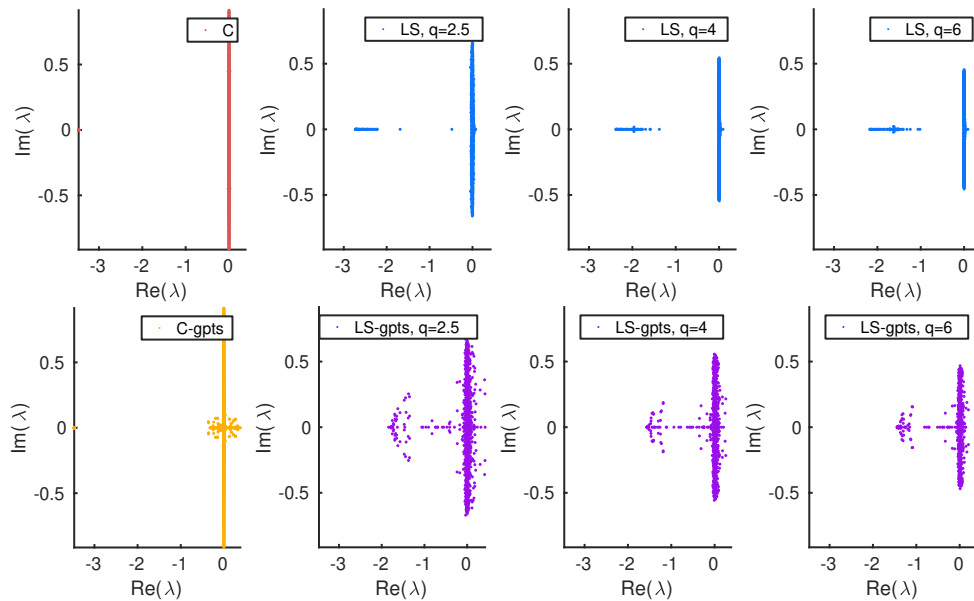 C
0.5
0
-0.5
Im( λ)
-3 -2 -1 0
Re( λ)
LS, q=2.5
0.5
0
-0.5
Im( λ)
-3 -2 -1 0
Re( λ)
LS, q=4
0.5
0
-0.5
Im( λ)
-3 -2 -1 0
Re( λ)
LS, q=6
0.5
0
-0.5
Im( λ)
-3 -2 -1 0
Re( λ)
C-gpts
0.5
0
-0.5
Im( λ)
-3 -2 -1 0
Re( λ)
LS-gpts, q=2.5
0.5
0
-0.5
Im( λ)
-3 -2 -1 0
Re( λ)
LS-gpts, q=4
0.5
0
-0.5
Im( λ)
-3 -2 -1 0
Re( λ)
LS-gpts, q=6
0.5
0
-0.5
Im( λ)
-3 -2 -1 0
Re( λ)